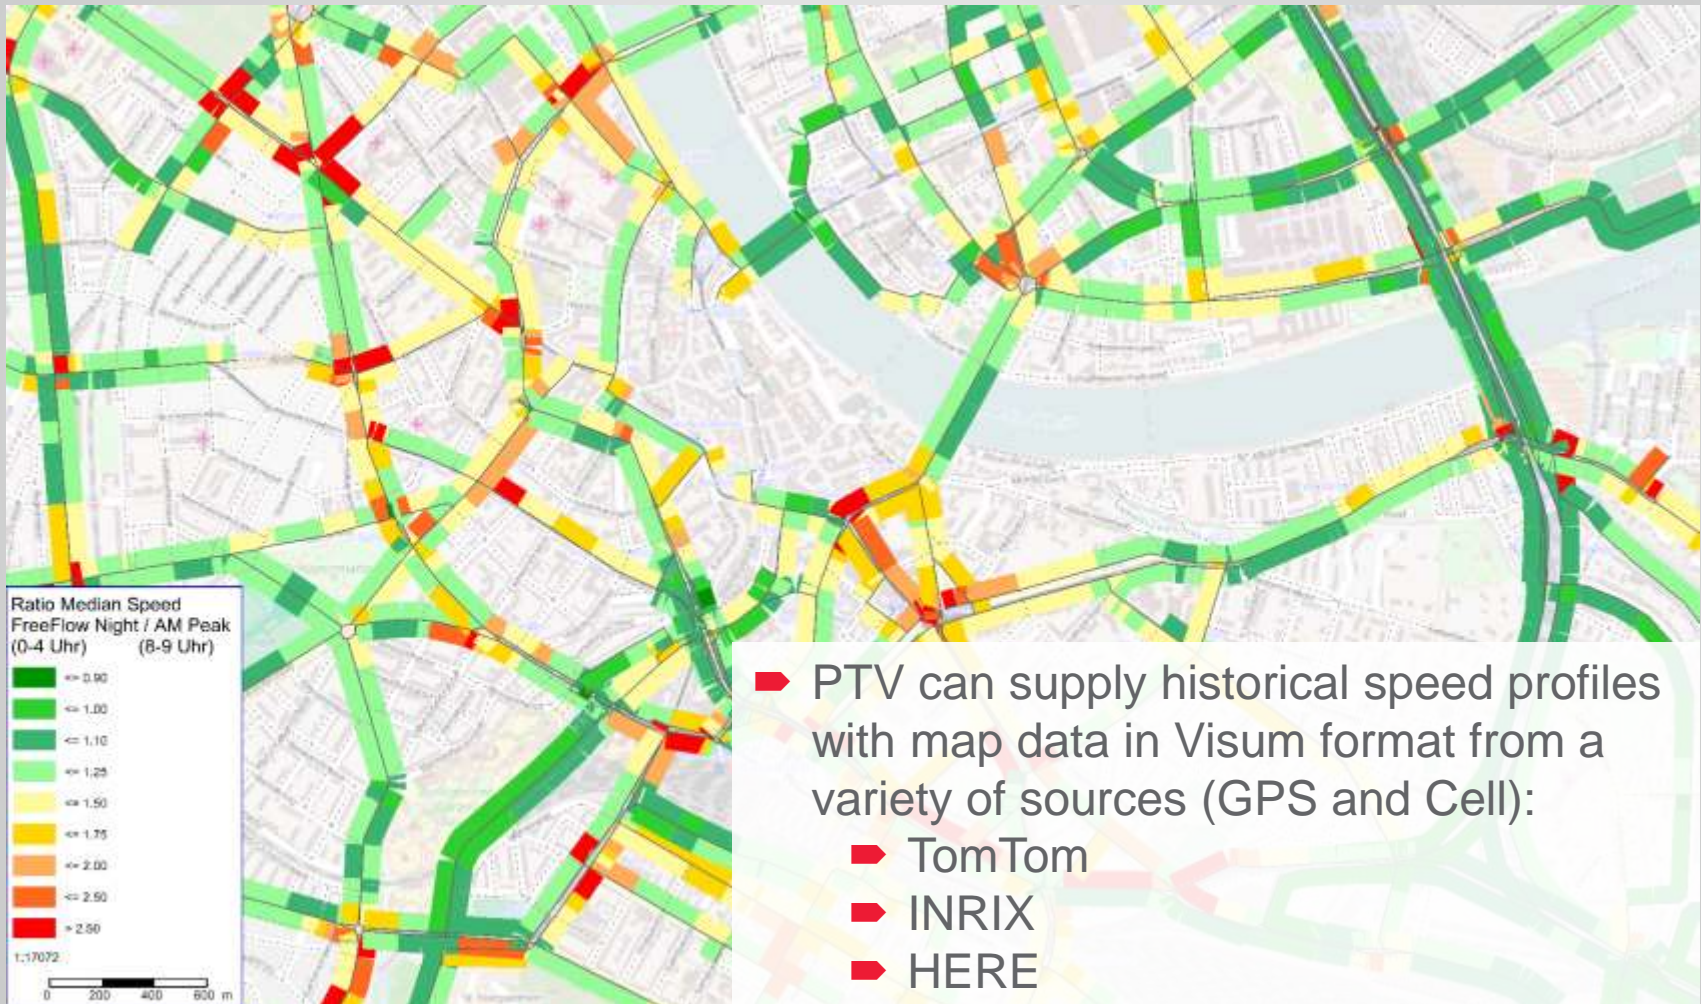 Ratio Median Speed
FreeFlow Night / AM Peak
(0-4 Uhr) (8-9 Uhr)
<= 0.90
<= 1.00
<= 1.10
<= 1.25
<= 1.50
<= 1.75
<= 2.00
<= 2.50
> 2.50
1:17072
0 200 400 600 m
PTV can supply historical speed profiles
with map data in Visum format from a
variety of sources (GPS and Cell):
TomTom
INRIX
HERE